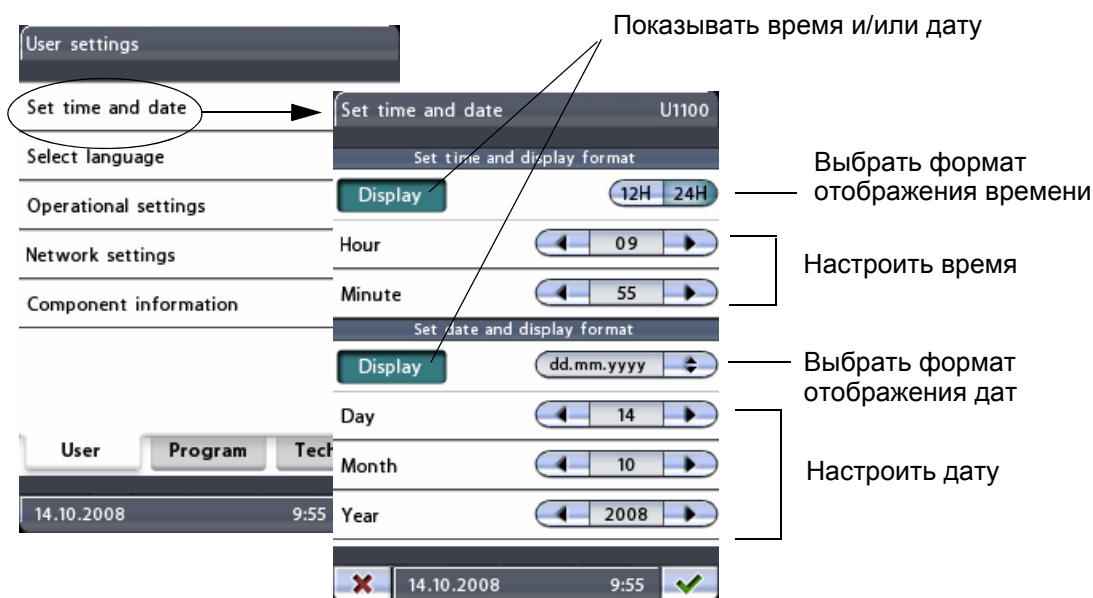 Показывать время и/или дату
User settings
Set time and date
Select language
Operational settings
Network settings
Component information
User Program Tech
14.10.2008 9:55
Set time and date U1100
Set time and display format
Display 12H 24H
Hour 09
Minute 55
Set date and display format
Display dd.mm.yyyy
Day 14
Month 10
Year 2008
14.10.2008 9:55
Выбрать формат
отображения времени
Настроить время
Выбрать формат
отображения дат
Настроить дату